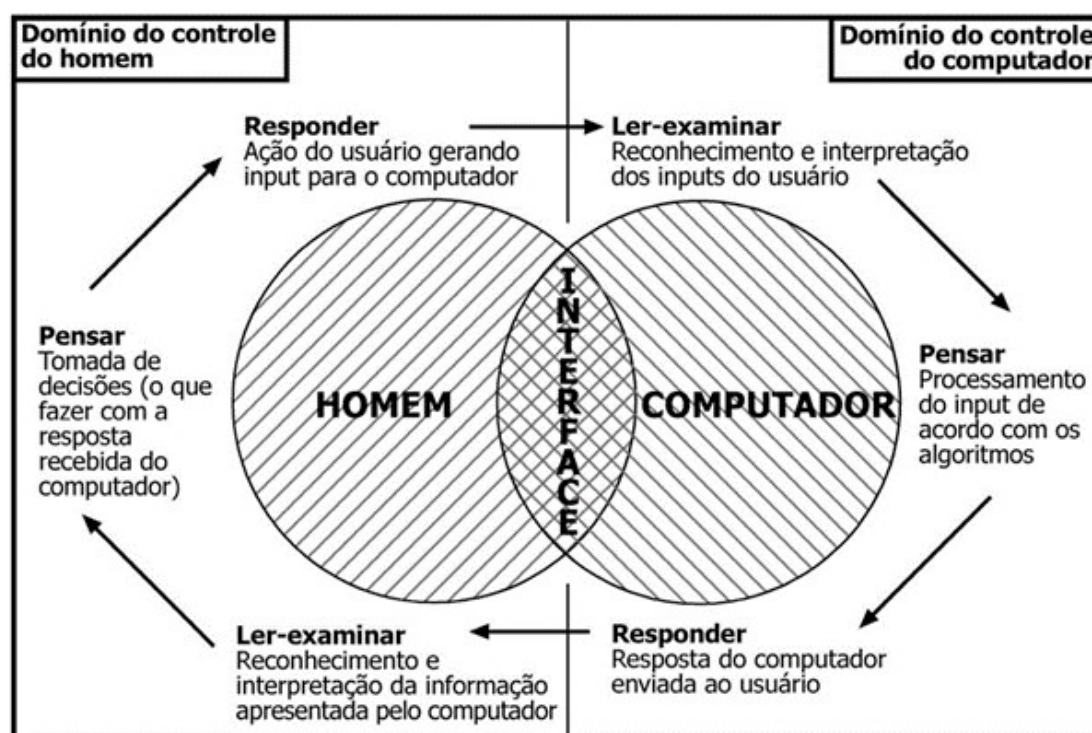 Domínio do controle
do homem
Domínio do controle
do computador
Responder
Ação do usuário gerando
input para o computador
Ler-examinar
Reconhecimento e interpretação
dos inputs do usuário
Pensar
Tomada de
decisões (o que
fazer com a
resposta
recebida do
computador)
HOMEM
INTERFACE
COMPUTADOR
Pensar
Processamento
do input de
acordo com os
algoritmos
Ler-examinar
Reconhecimento e
interpretação da informação
apresentada pelo computador
Responder
Resposta do computador
enviada ao usuário